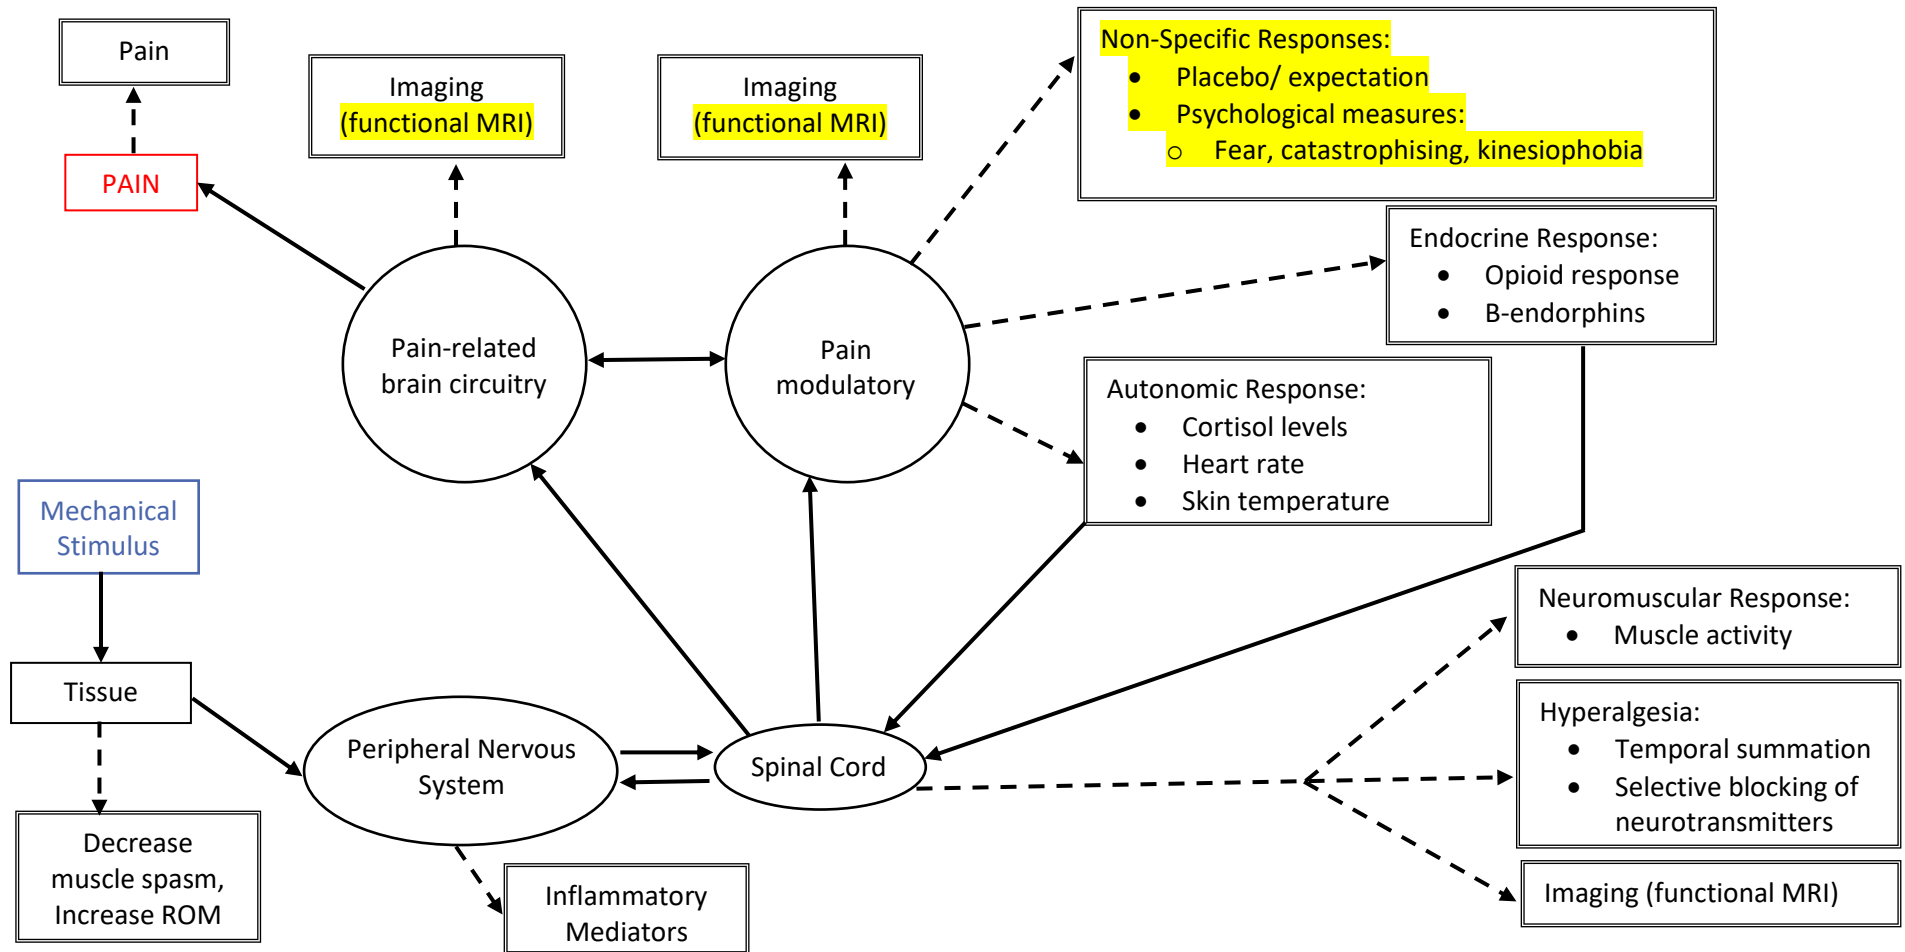 Pain
PAIN
Imaging
(functional MRI)
Imaging
(functional MRI)
Non-Specific Responses:
• Placebo/ expectation
• Psychological measures:
o Fear, catastrophising, kinesiophobia
Endocrine Response:
• Opioid response
• B-endorphins
Pain-related
brain circuitry
Pain
modulatory
Autonomic Response:
• Cortisol levels
• Heart rate
• Skin temperature
Mechanical
Stimulus
Tissue
Decrease
muscle spasm,
Increase ROM
Peripheral Nervous
System
Inflammatory
Mediators
Spinal Cord
Neuromuscular Response:
• Muscle activity
Hyperalgesia:
• Temporal summation
• Selective blocking of
neurotransmitters
Imaging (functional MRI)